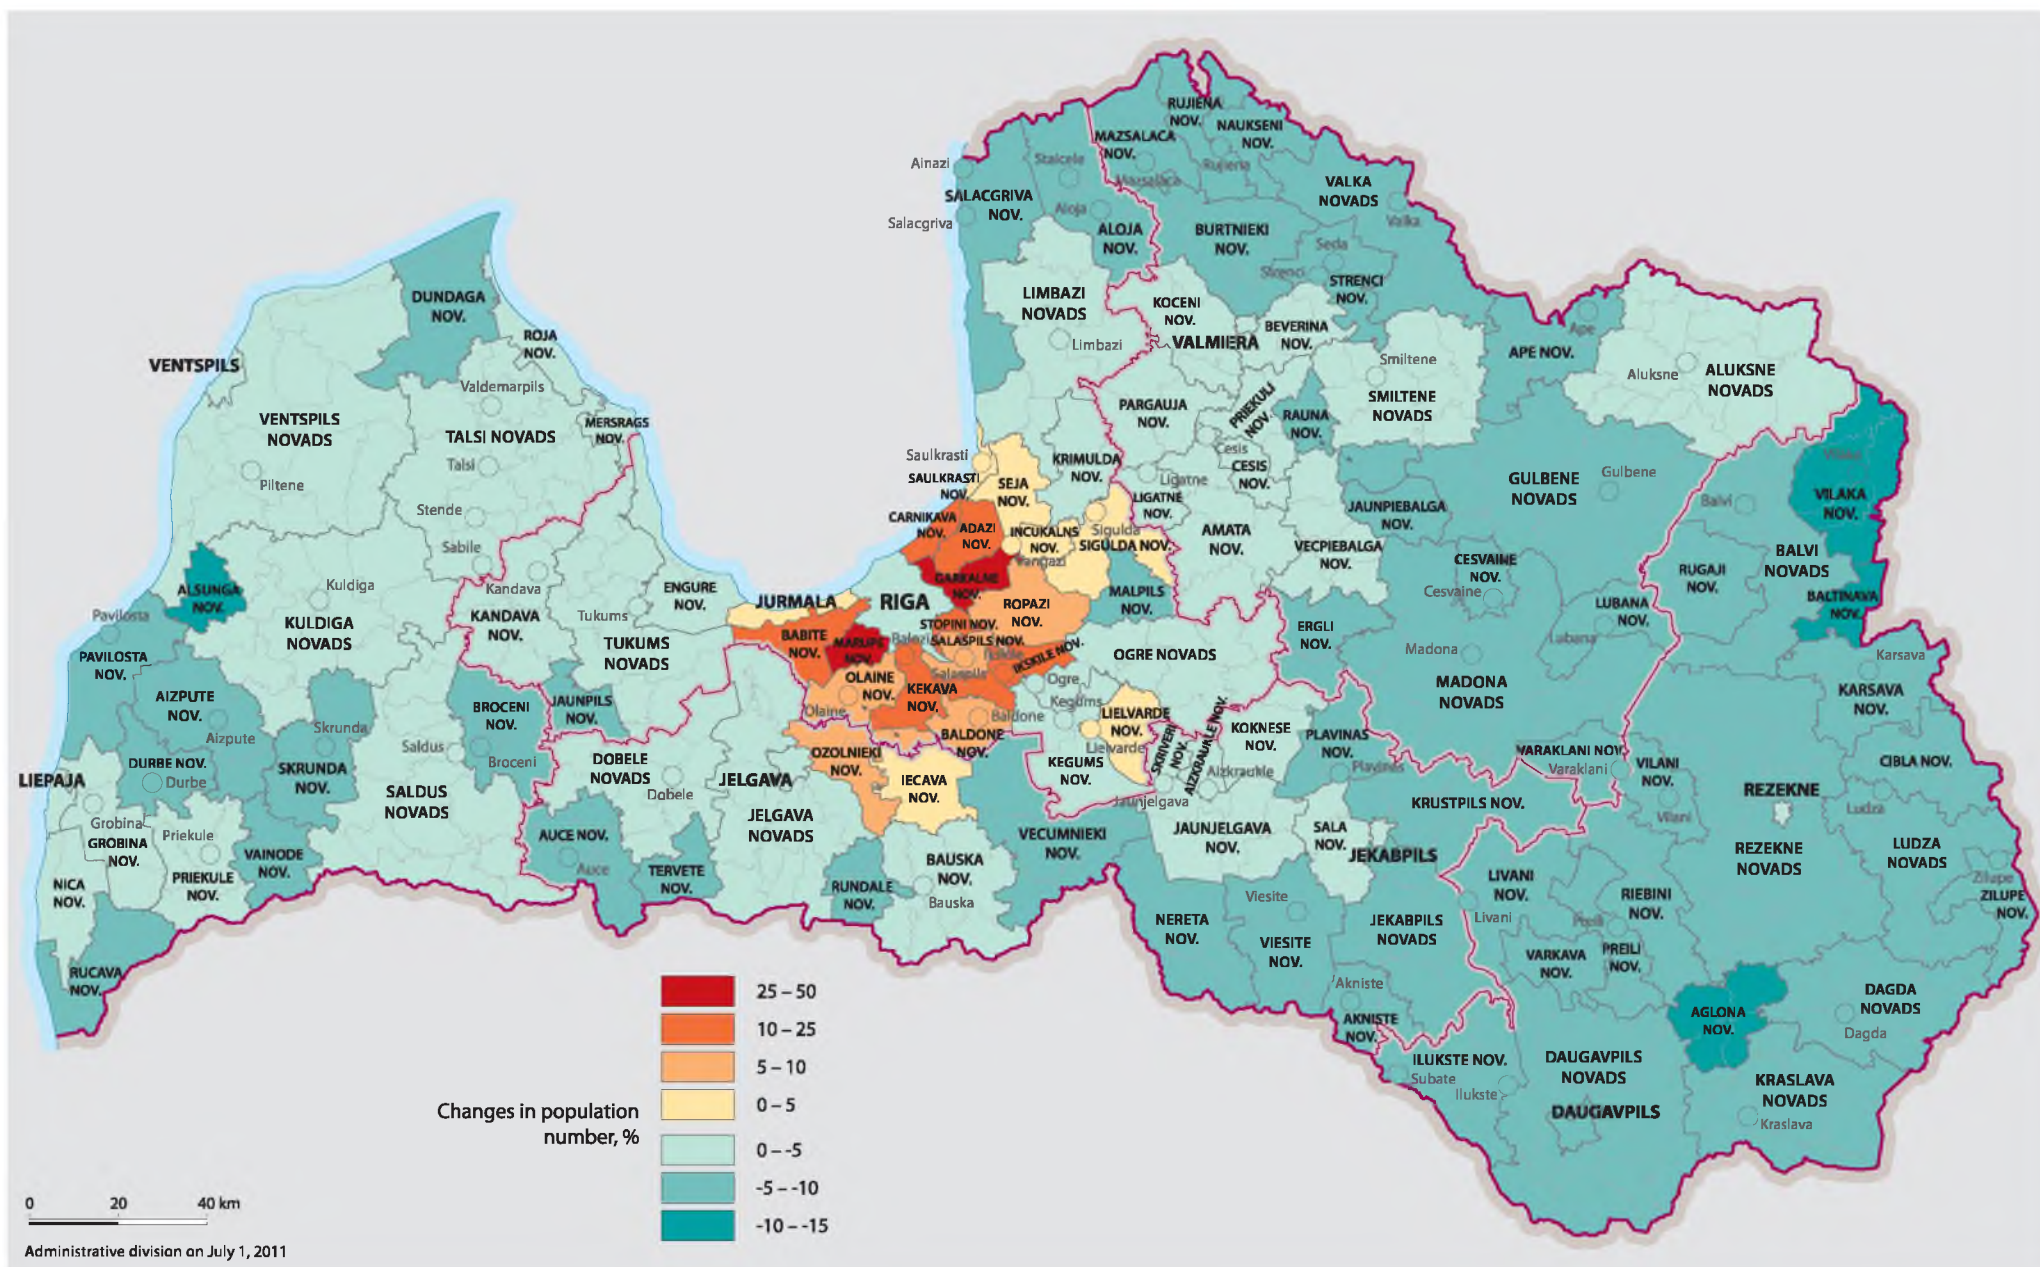 RUJIENA
NOV.
MAZSALACA
NOV.
NAUKSENI
NOV.
Ainazi
Staicele
Rujiena
Mazsalaca
SALACGRIVA
NOV.
VALKA
NOVADS
Salacgriva
Aloja
Valka
ALOJA
NOV.
BURTNIEKI
NOV.
Seda
Strenci
STRENCI
NOV.
DUNDAGA
NOV.
LIMBAZI
NOVADS
KOCENI
NOV.
BEVERINA
NOV.
Ape
ROJA
NOV.
VALMIERA
Limbazi
APE NOV.
VENTSPILS
Smiltene
Aluksne
ALUKSNE
NOVADS
Valdemarpils
SMILTENE
NOVADS
PRIEKULI
NOV.
PARGAUJA
NOV.
RAUNA
NOV.
VENTSPILS
NOVADS
TALSI NOVADS
MERSRAGS
NOV.
Saulkrasti
Cesis
Talsi
KRIMULDA
NOV.
CESIS
NOV.
Piltene
SAULKRASTI
NOV.
SEJA
NOV.
Ligatne
LIGATNE
NOV.
GULBENE
NOVADS
Gulbene
VILAKA
NOV.
Balvi
Stende
CARNIKAVA
NOV.
ADAZI
NOV.
INCUKALNS
NOV.
Sigulda
SIGULDA NOV.
AMATA
NOV.
JAUNPIEBALGA
NOV.
VECPIEBALGA
NOV.
Sabile
BALVI
NOVADS
CESVAINE
NOV.
Cesvaine
RUGAJI
NOV.
Kuldiga
Kandava
ENGURE
NOV.
GARKALNE
NOV.
ALSUNGA
NOV.
MALPILS
NOV.
LUBANA
NOV.
BALTINAVA
NOV.
Pavilosta
KULDIGA
NOVADS
KANDAVA
NOV.
Tukums
JURMALA
RIGA
ROPAZI
NOV.
STOPINI NOV.
SALASPILS NOV.
ERGLI
NOV.
Lubana
TUKUMS
NOVADS
BABITE
NOV.
MARUPE
NOV.
Balozi
IKSKILE NOV.
OGRE NOVADS
Madona
Karsava
PAVILOSTA
NOV.
Salaspils
Ogre
MADONA
NOVADS
KARSAVA
NOV.
AIZPUTE
NOV.
Aizpute
Skrunda
BROCENI
NOV.
JAUNPILS
NOV.
OLAINE
NOV.
Olaine
KEKAVA
NOV.
Baldone
Kegums
LIELVARDE
NOV.
Lielvarde
SKRIVERI
NOV.
AIZKRAUKLE NOV.
KOKNESE
NOV.
PLAVINAS
NOV.
Plavinas
Saldus
Broceni
DURBE NOV.
Durbe
SKRUNDA
NOV.
OZOLNIEKI
NOV.
BALDONE
NOV.
VARAKLANI NOV.
Varaklani
VILANI
NOV.
CIBLA NOV.
LIEPAJA
DOBELE
NOVADS
Dobele
JELGAVA
IECAVA
NOV.
KEGUMS
NOV.
Aizkraukle
Jaunjelgava
KRUSTPILS NOV.
REZEKNE
Ludza
Vilani
SALDUS
NOVADS
Grobina
GROBINA
NOV.
Priekule
PRIEKULE
NOV.
AUCE NOV.
Auce
JELGAVA
NOVADS
VECUMNIEKI
NOV.
JAUNJELGAVA
NOV.
SALA
NOV.
JEKABPILS
REZEKNE
NOVADS
LUDZA
NOVADS
VAINODE
NOV.
TERVETE
NOV.
RUNDALE
NOV.
BAUSKA
NOV.
Bauska
NICA
NOV.
Viesite
LIVANI
NOV.
Livani
RIEBINI
NOV.
Zilupe
ZILUPE
NOV.
NERETA
NOV.
VIESITE
NOV.
JEKABPILS
NOVADS
Preili
PREILI
NOV.
VARKAVA
NOV.
RUCAVA
NOV.
Akniste
AKNISTE
NOV.
AGLONA
NOV.
DAGDA
NOVADS
Dagda
ILUKSTE NOV.
Subate
Ilukste
DAUGAVPILS
NOVADS
DAUGAVPILS
KRASLAVA
NOVADS
Kraslava
Changes in population
number, %
25 – 50
10 – 25
5 – 10
0 – 5
0 – -5
-5 – -10
-10 – -15
0 20 40 km
Administrative division on July 1, 2011